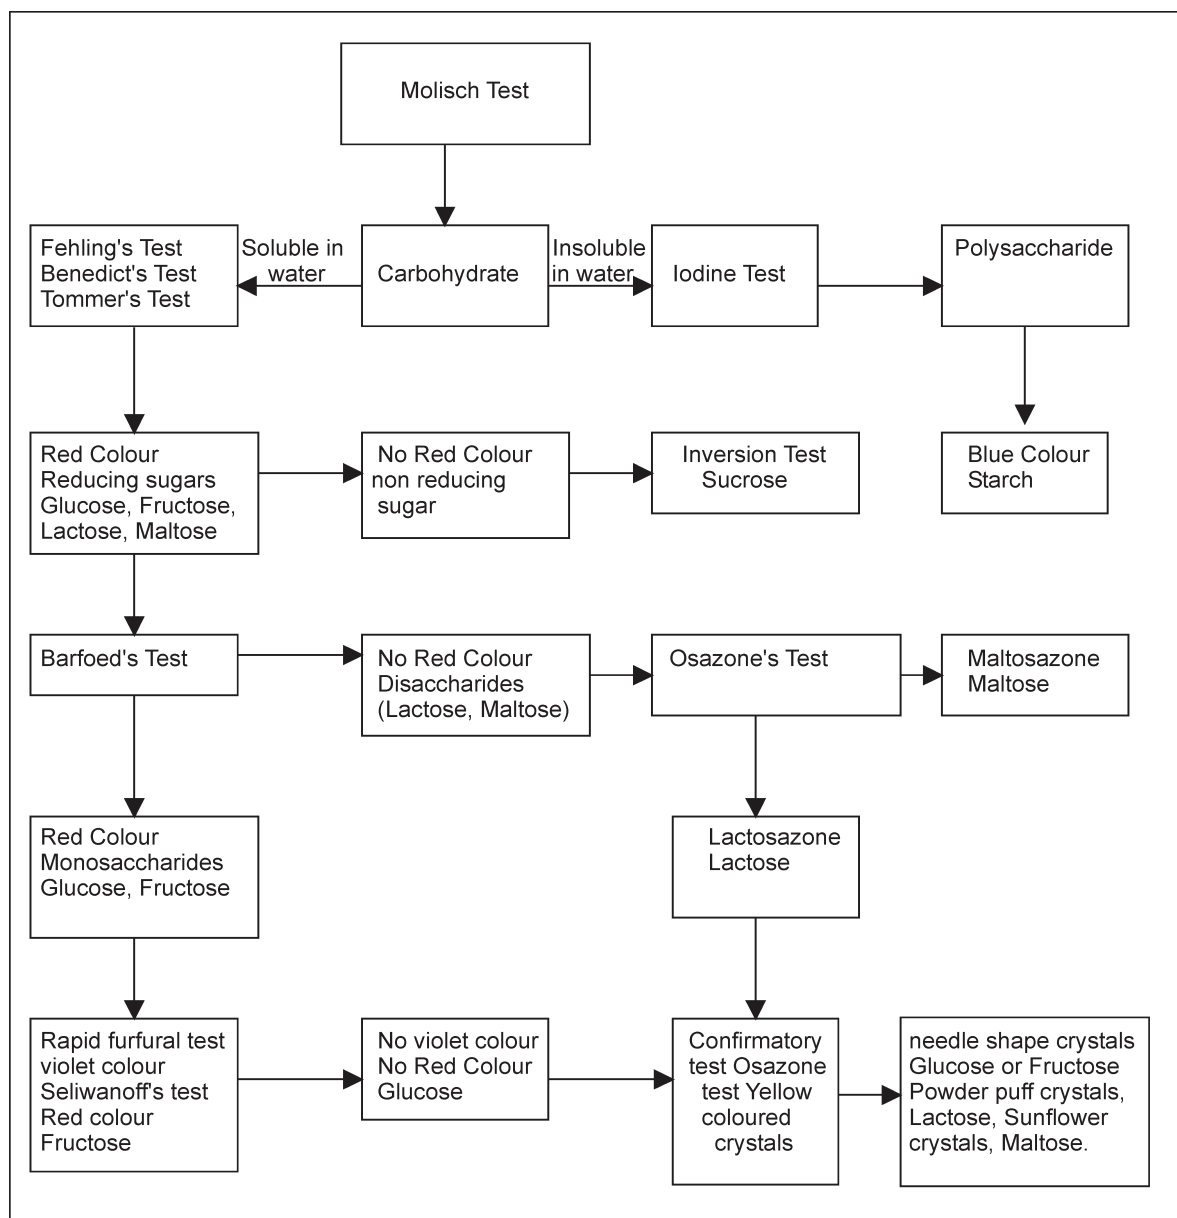 Molisch Test
Fehling's Test
Benedict's Test
Tommer's Test
Soluble in
water
Carbohydrate
Insoluble
in water
Iodine Test
Polysaccharide
Red Colour
Reducing sugars
Glucose, Fructose,
Lactose, Maltose
No Red Colour
non reducing
sugar
Inversion Test
Sucrose
Blue Colour
Starch
Barfoed's Test
No Red Colour
Disaccharides
(Lactose, Maltose)
Osazone's Test
Maltosazone
Maltose
Red Colour
Monosaccharides
Glucose, Fructose
Lactosazone
Lactose
Rapid furfural test
violet colour
Seliwanoff's test
Red colour
Fructose
No violet colour
No Red Colour
Glucose
Confirmatory
test Osazone
test Yellow
coloured
crystals
needle shape crystals
Glucose or Fructose
Powder puff crystals,
Lactose, Sunflower
crystals, Maltose.